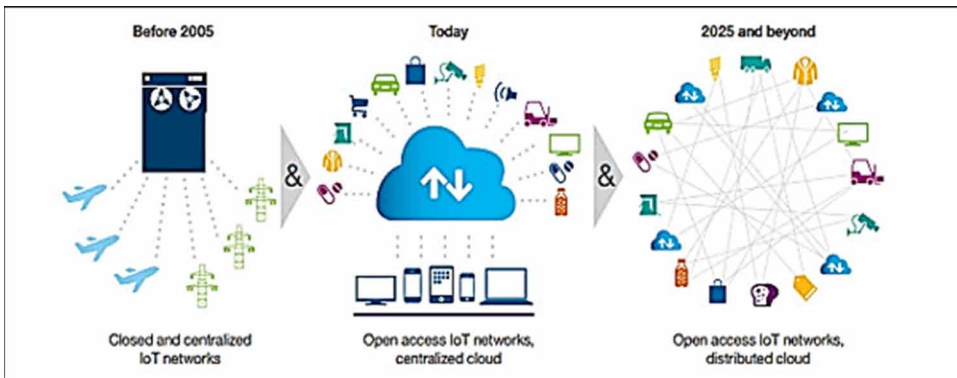 Before 2005
Today
2025 and beyond
&
&
Closed and centralized
IoT networks
Open access IoT networks,
centralized cloud
Open access IoT networks,
distributed cloud